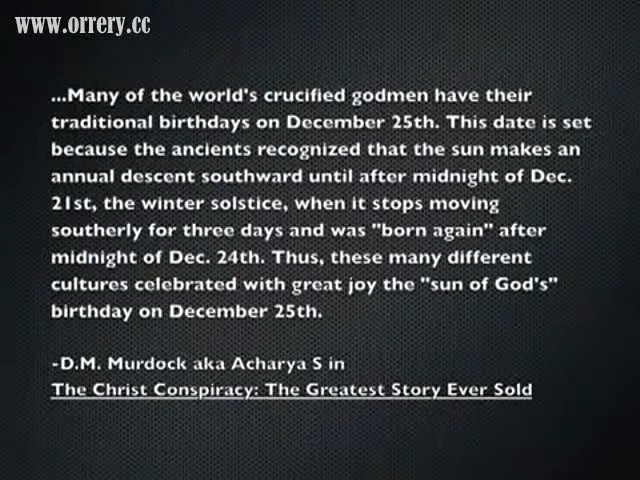 www.orrery.cc
...Many of the world's crucified godmen have their
traditional birthdays on December 25th. This date is set
because the ancients recognized that the sun makes an
annual descent southward until after midnight of Dec.
21st, the winter solstice, when it stops moving
southerly for three days and was "born again" after
midnight of Dec. 24th. Thus, these many different
cultures celebrated with great joy the "sun of God's"
birthday on December 25th.
-D.M. Murdock aka Acharya S in
The Christ Conspiracy: The Greatest Story Ever Sold